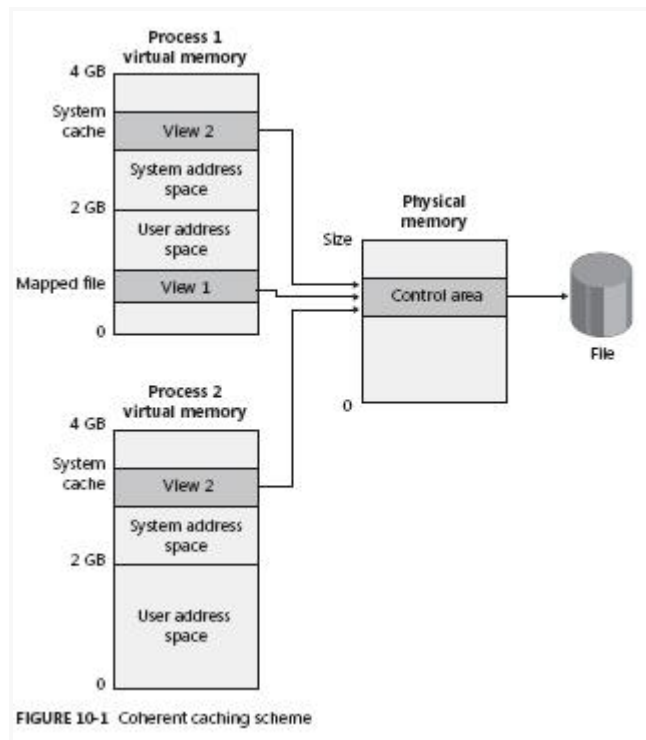 Process 1
virtual memory
4 GB
System
cache
View 2
System address
space
2 GB
User address
space
Mapped file
View 1
0
Physical
memory
Size
Control area
0
File
Process 2
virtual memory
4 GB
System
cache
View 2
System address
space
2 GB
User address
space
0
FIGURE 10-1 Coherent caching scheme